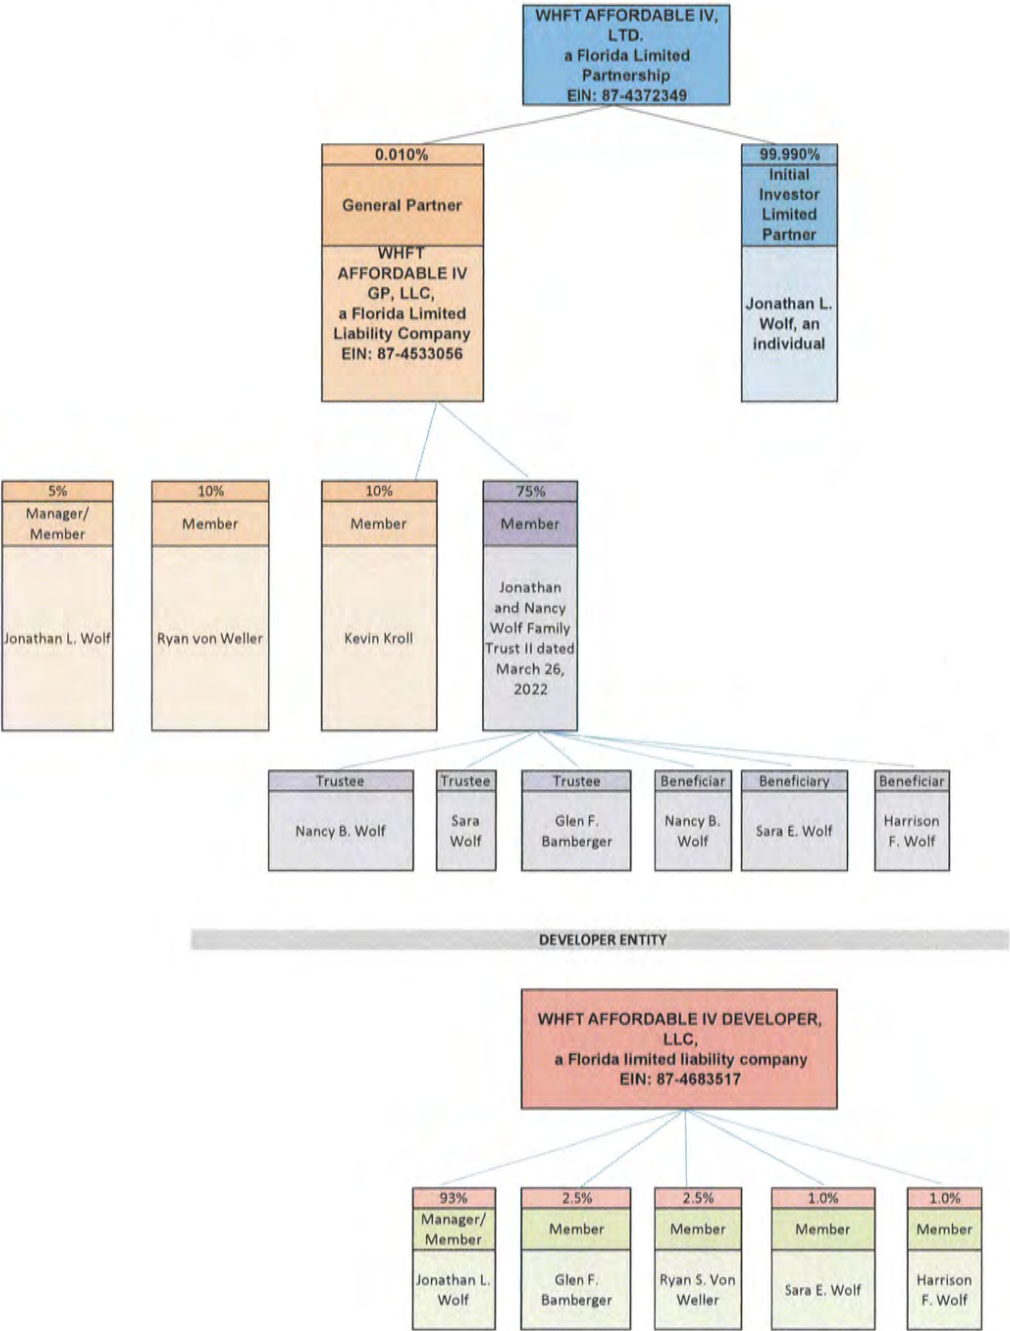 WHFT AFFORDABLE IV,
LTD.
a Florida Limited
Partnership
EIN: 87-4372349
0.010%
General Partner
WHFT
AFFORDABLE IV
GP, LLC,
a Florida Limited
Liability Company
EIN: 87-4533056
99.990%
Initial
Investor
Limited
Partner
Jonathan L.
Wolf, an
individual
5%
Manager/
Member
Jonathan L. Wolf
10%
Member
Ryan von Weller
10%
Member
Kevin Kroll
75%
Member
Jonathan
and Nancy
Wolf Family
Trust II dated
March 26,
2022
Trustee
Nancy B. Wolf
Trustee
Sara
Wolf
Trustee
Glen F.
Bamberger
Beneficiar
Nancy B.
Wolf
Beneficiary
Sara E. Wolf
Beneficiar
Harrison
F. Wolf
DEVELOPER ENTITY
WHFT AFFORDABLE IV DEVELOPER,
LLC,
a Florida limited liability company
EIN: 87-4683517
93%
Manager/
Member
Jonathan L.
Wolf
2.5%
Member
Glen F.
Bamberger
2.5%
Member
Ryan S. Von
Weller
1.0%
Member
Sara E. Wolf
1.0%
Member
Harrison
F. Wolf